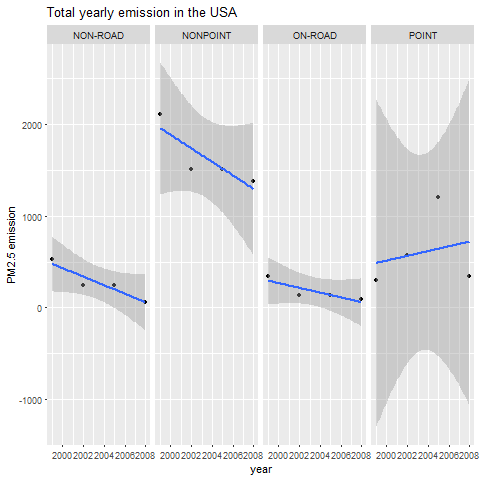 Total yearly emission in the USA
NON-ROAD NONPOINT ON-ROAD POINT
2000
1000
0
-1000
PM2.5 emission
2000 2002 2004 2006 2008 2000 2002 2004 2006 2008 2000 2002 2004 2006 2008 2000 2002 2004 2006 2008
year